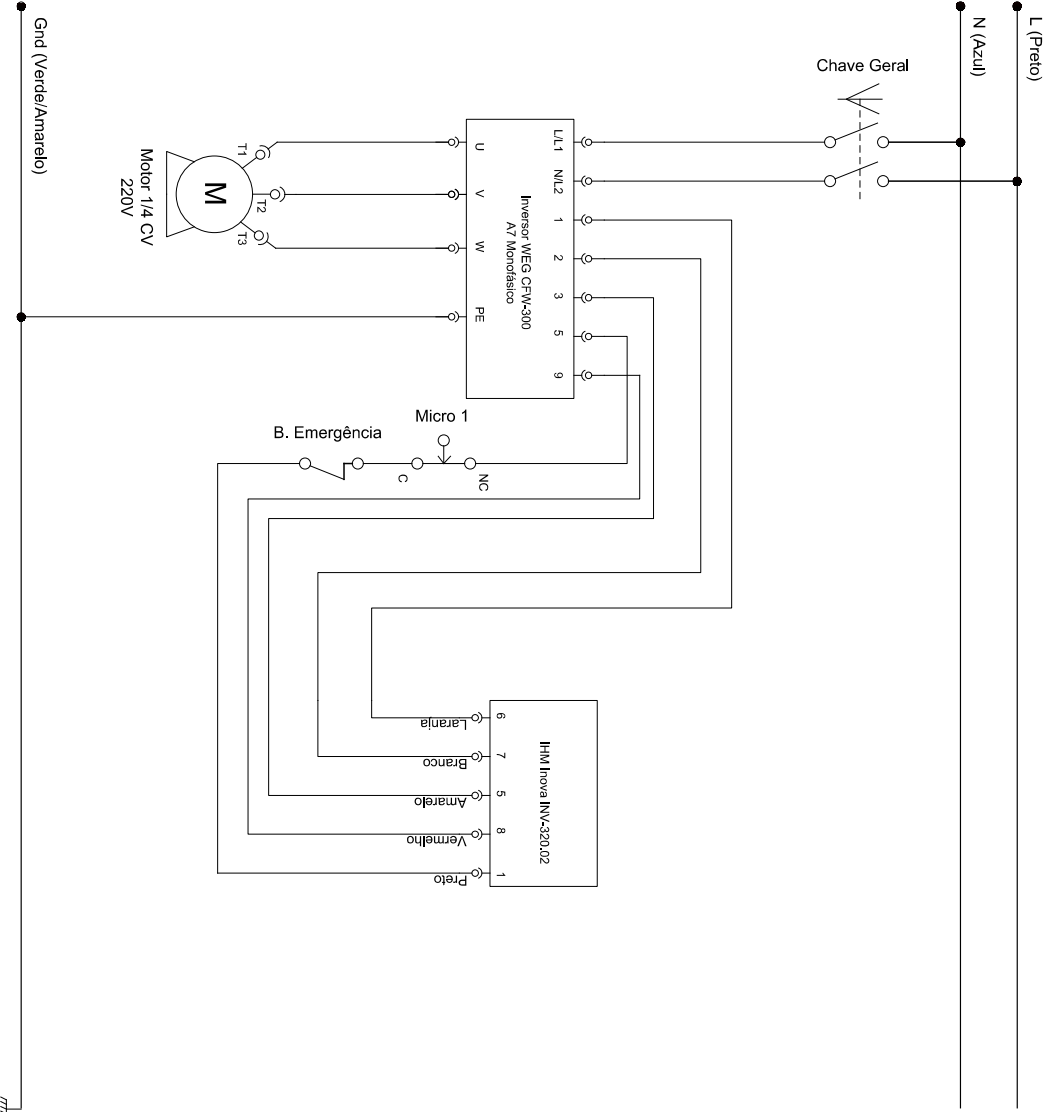 L (Preto)
N (Azul)
Gnd (Verde/Amarelo)
Chave Geral
L/L1
N/L2
1
2
3
5
9
Inversor WEG CFW-300
A7 Monofásico
U
V
W
PE
T1
T2
T3
M
Motor 1/4 CV
220V
Micro 1
B. Emergência
C
NC
6
7
5
8
1
IHM Inova INV-320.02
Laranja
Branco
Amarelo
Vermelho
Preto